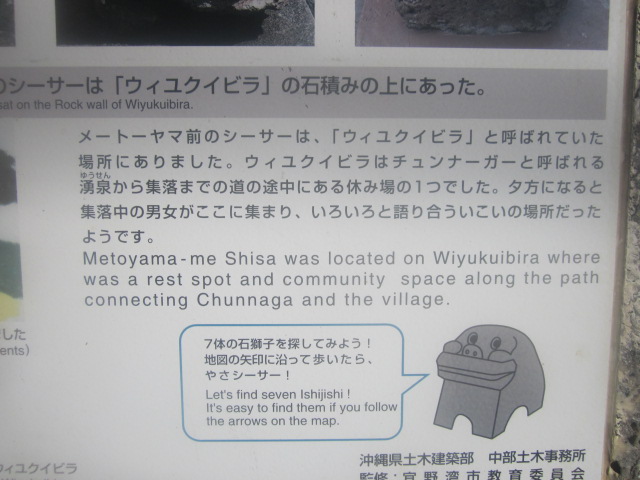 のシーサーは「ウィユクイビラ」の石積みの上にあった。
sat on the Rock wall of Wiyukuibira.
メートーヤマ前のシーサーは、「ウィユクイビラ」と呼ばれていた
場所にありました。ウィユクイビラはチュンナーガーと呼ばれる
ゆうせん
湧泉から集落までの道の途中にある休み場の1つでした。夕方になると
集落中の男女がここに集まり、いろいろと語り合ういこいの場所だった
ようです。
Metoyama-me Shisa was located on Wiyukuibira where
was a rest spot and community space along the path
connecting Chunnaga and the village.
した
ents)
7体の石獅子を探してみよう！
地図の矢印に沿って歩いたら、
やさシーサー！
Let's find seven Ishijishi !
It's easy to find them if you follow
the arrows on the map.
ウィユクイビラ
沖縄県土木建築部 中部土木事務所
監修：宜野湾市教育委員会